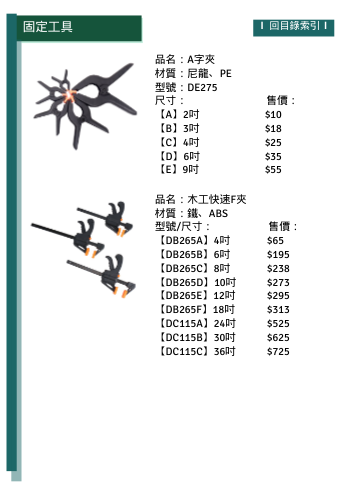 固定工具
I 回目錄索引 I
品名：A字夾
材質：尼龍、PE
型號：DE275
尺寸： 售價：
【A】2吋 $10
【B】3吋 $18
【C】4吋 $25
【D】6吋 $35
【E】9吋 $55
品名：木工快速F夾
材質：鐵、ABS
型號/尺寸： 售價：
【DB265A】4吋 $65
【DB265B】6吋 $195
【DB265C】8吋 $238
【DB265D】10吋 $273
【DB265E】12吋 $295
【DB265F】18吋 $313
【DC115A】24吋 $525
【DC115B】30吋 $625
【DC115C】36吋 $725